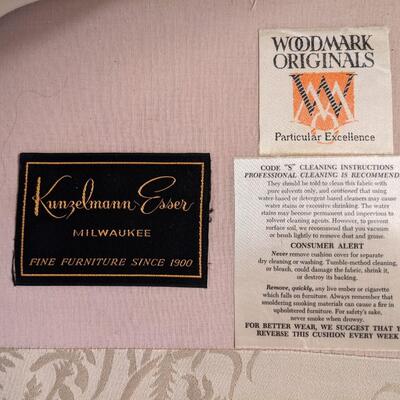 WOODMARK
ORIGINALS
W
Particular Excellence
Kunzelmann-Esser
MILWAUKEE
FINE FURNITURE SINCE 1900
CODE "S" CLEANING INSTRUCTIONS
PROFESSIONAL CLEANING IS RECOMMEND
They should be told to clean this fabric with
pure solvents only, and cautioned that using
water-based or detergent based cleaners may cause
water stains or excessive shrinking. The water
stains may become permanent and impervious to
solvent cleaning agents. However, to prevent
surface soil, we recommend that you vacuum
or brush lightly to remove dust and grime.
CONSUMER ALERT
Never remove cushion cover for separate
dry cleaning or washing. Tumble-method cleaning,
or bleach, could damage the fabric, shrink it,
or destroy its backing.
Remove, quickly, any live ember or cigarette
which falls on furniture. Always remember that
smoldering smoking materials can cause a fire in
upholstered furniture. For safety's sake,
never smoke when drowsy.
FOR BETTER WEAR, WE SUGGEST THAT Y
REVERSE THIS CUSHION EVERY WEEK